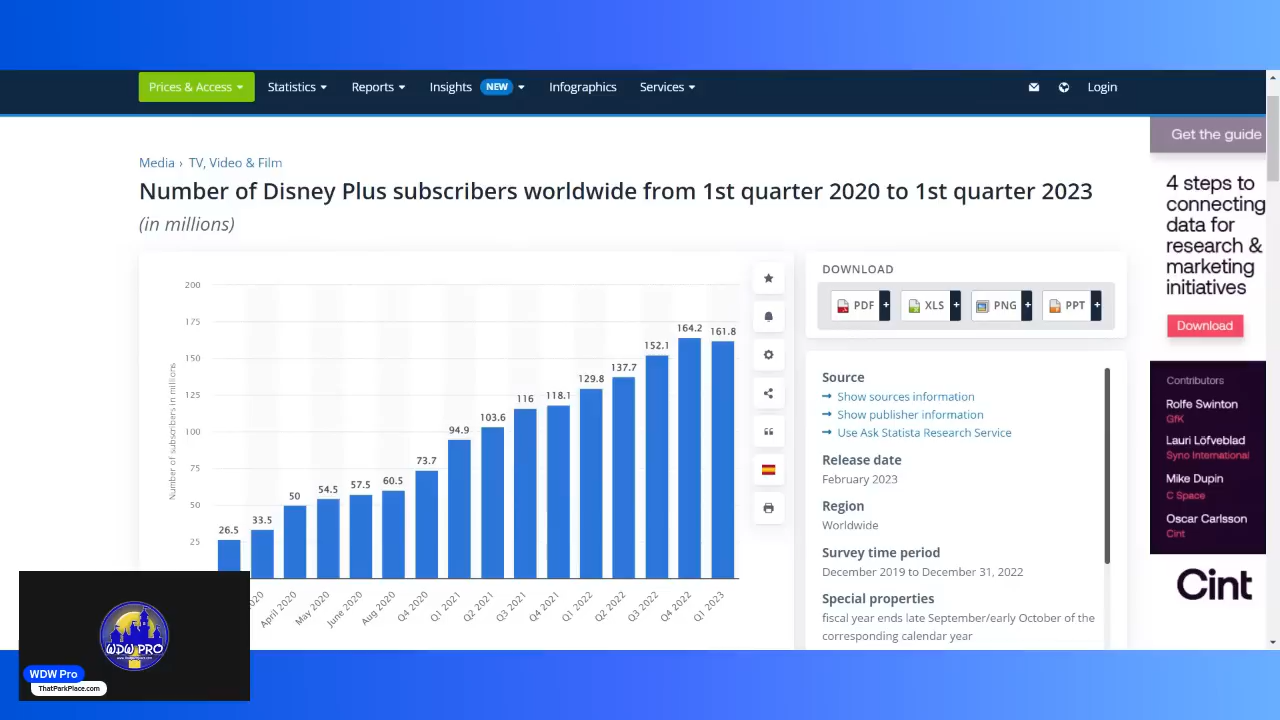 Prices & Access Statistics Reports Insights NEW Infographics Services Login
Media › TV, Video & Film
Number of Disney Plus subscribers worldwide from 1st quarter 2020 to 1st quarter 2023
(in millions)
Number of subscribers in millions
200
175
150
125
100
75
50
25
26.5
33.5
50
54.5
57.5
60.5
73.7
94.9
103.6
116
118.1
129.8
137.7
152.1
164.2
161.8
2020
April 2020
May 2020
June 2020
Aug 2020
Q4 2020
Q1 2021
Q2 2021
Q3 2021
Q4 2021
Q1 2022
Q2 2022
Q3 2022
Q4 2022
Q1 2023
DOWNLOAD
PDF + XLS + PNG + PPT +
Source
→ Show sources information
→ Show publisher information
→ Use Ask Statista Research Service
Release date
February 2023
Region
Worldwide
Survey time period
December 2019 to December 31, 2022
Special properties
fiscal year ends late September/early October of the
corresponding calendar year
Get the guide
4 steps to
connecting
data for
research &
marketing
initiatives
Download
Contributors
Rolfe Swinton
GfK
Lauri Löfveblad
Syno International
Mike Dupin
C Space
Oscar Carlsson
Cint
Cint
WDW PRO
WDW Pro
ThatParkPlace.com